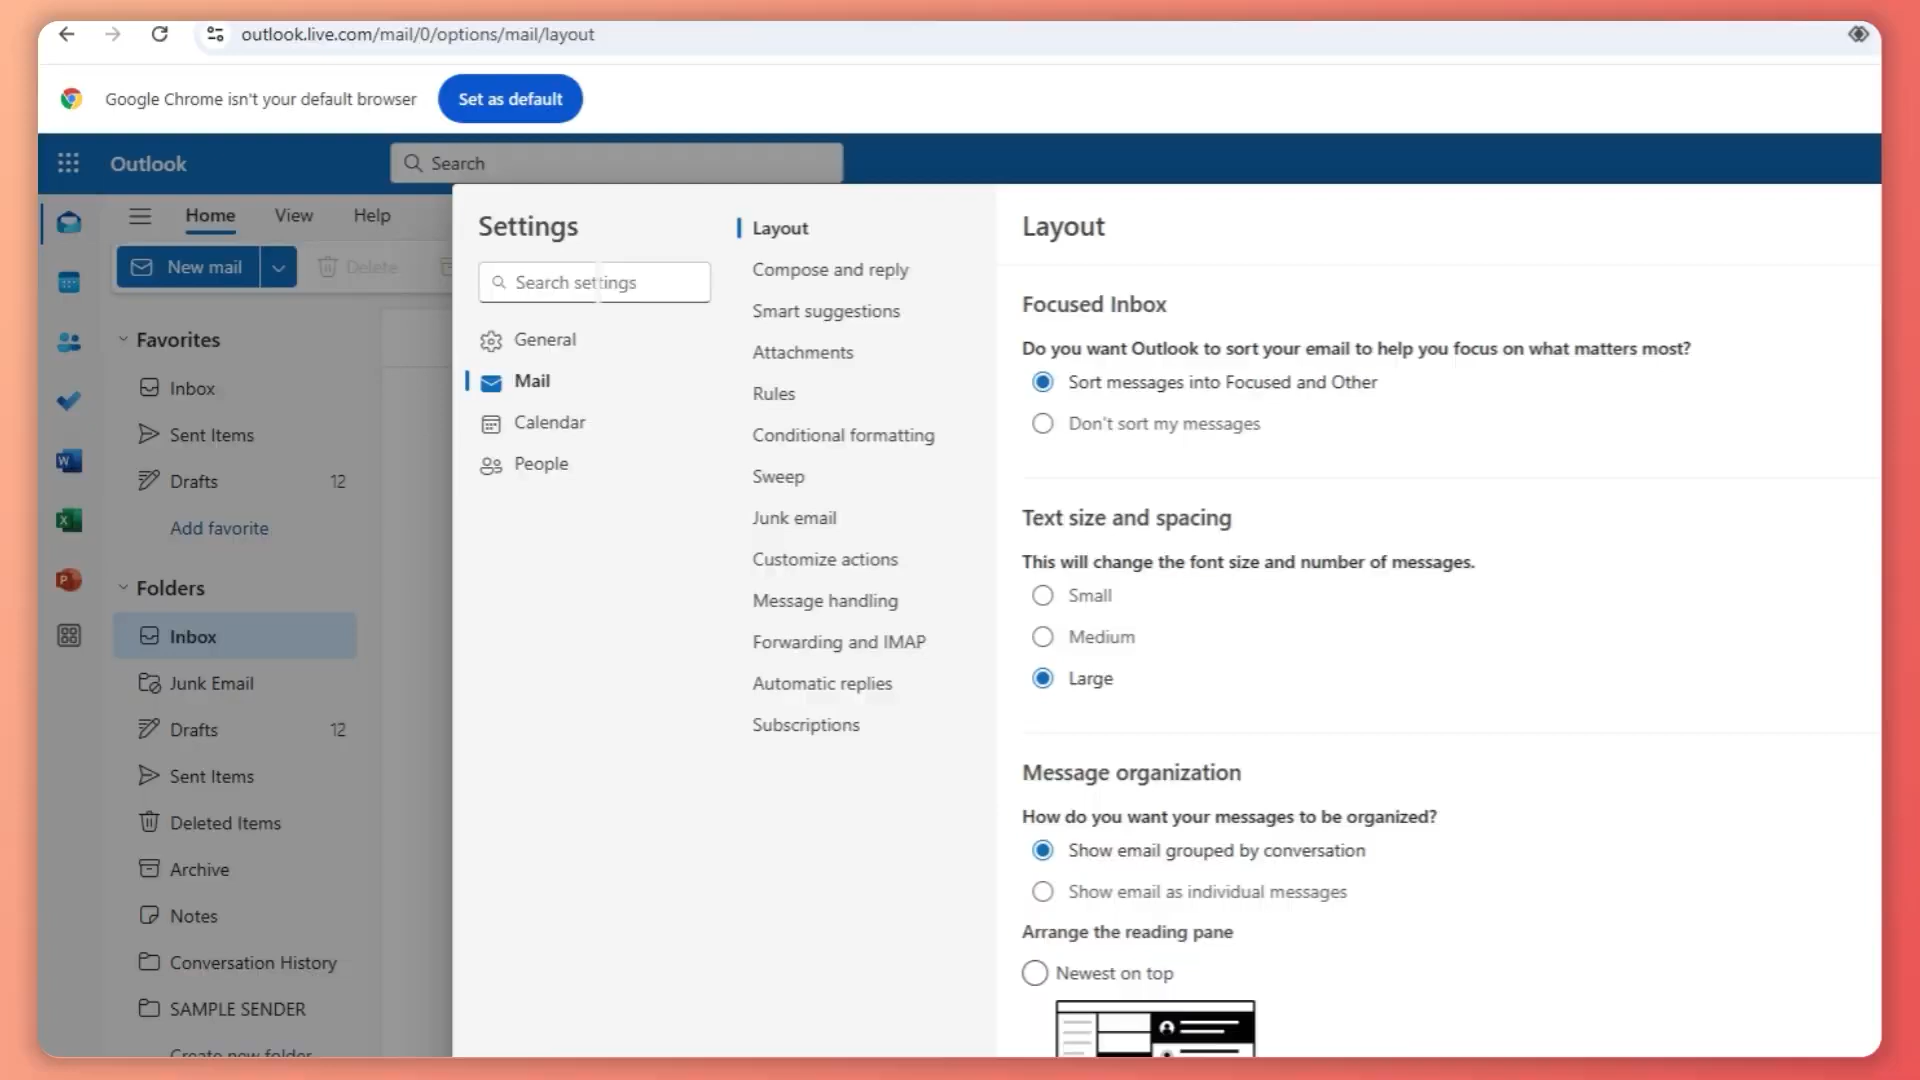 outlook.live.com/mail/0/options/mail/layout
Google Chrome isn't your default browser
Set as default
Outlook
Search
Home
View
Help
New mail
Delete
Favorites
Inbox
Sent Items
Drafts
12
Add favorite
Folders
Inbox
Junk Email
Drafts
12
Sent Items
Deleted Items
Archive
Notes
Conversation History
SAMPLE SENDER
Create new folder
Settings
Search settings
General
Mail
Calendar
People
Layout
Compose and reply
Smart suggestions
Attachments
Rules
Conditional formatting
Sweep
Junk email
Customize actions
Message handling
Forwarding and IMAP
Automatic replies
Subscriptions
Layout
Focused Inbox
Do you want Outlook to sort your email to help you focus on what matters most?
Sort messages into Focused and Other
Don't sort my messages
Text size and spacing
This will change the font size and number of messages.
Small
Medium
Large
Message organization
How do you want your messages to be organized?
Show email grouped by conversation
Show email as individual messages
Arrange the reading pane
Newest on top